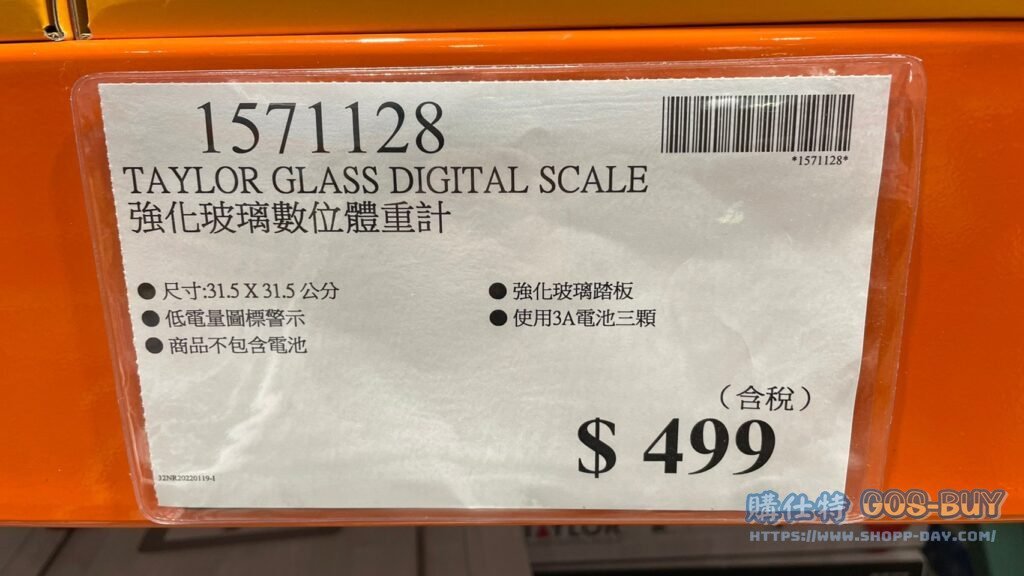 1571128
*1571128*
TAYLOR GLASS DIGITAL SCALE
強化玻璃數位體重計
● 尺寸:31.5 X 31.5 公分
● 強化玻璃踏板
● 低電量圖標警示
● 使用3A電池三顆
● 商品不包含電池
（含稅）
$ 499
32NR20220119-1
購仕特 GOS-BUY
HTTPS://WWW.SHOPP-DAY.COM/
TAYLOR